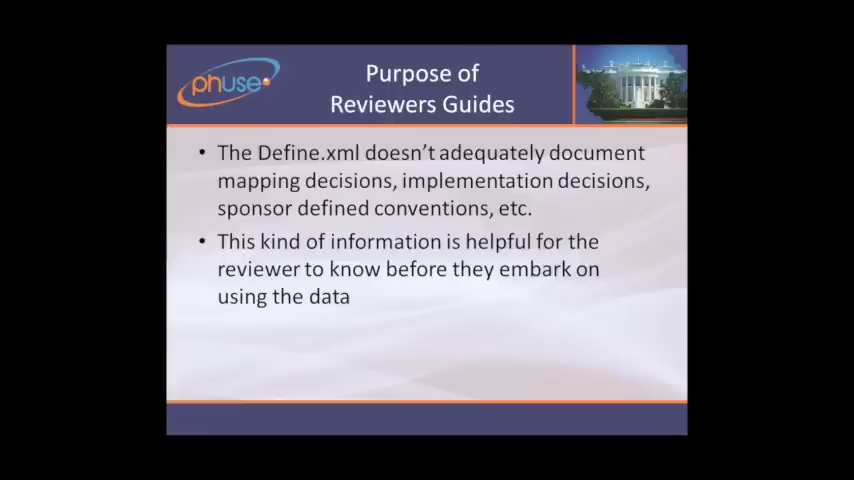 phuse
Purpose of
Reviewers Guides
• The Define.xml doesn't adequately document
mapping decisions, implementation decisions,
sponsor defined conventions, etc.
• This kind of information is helpful for the
reviewer to know before they embark on
using the data